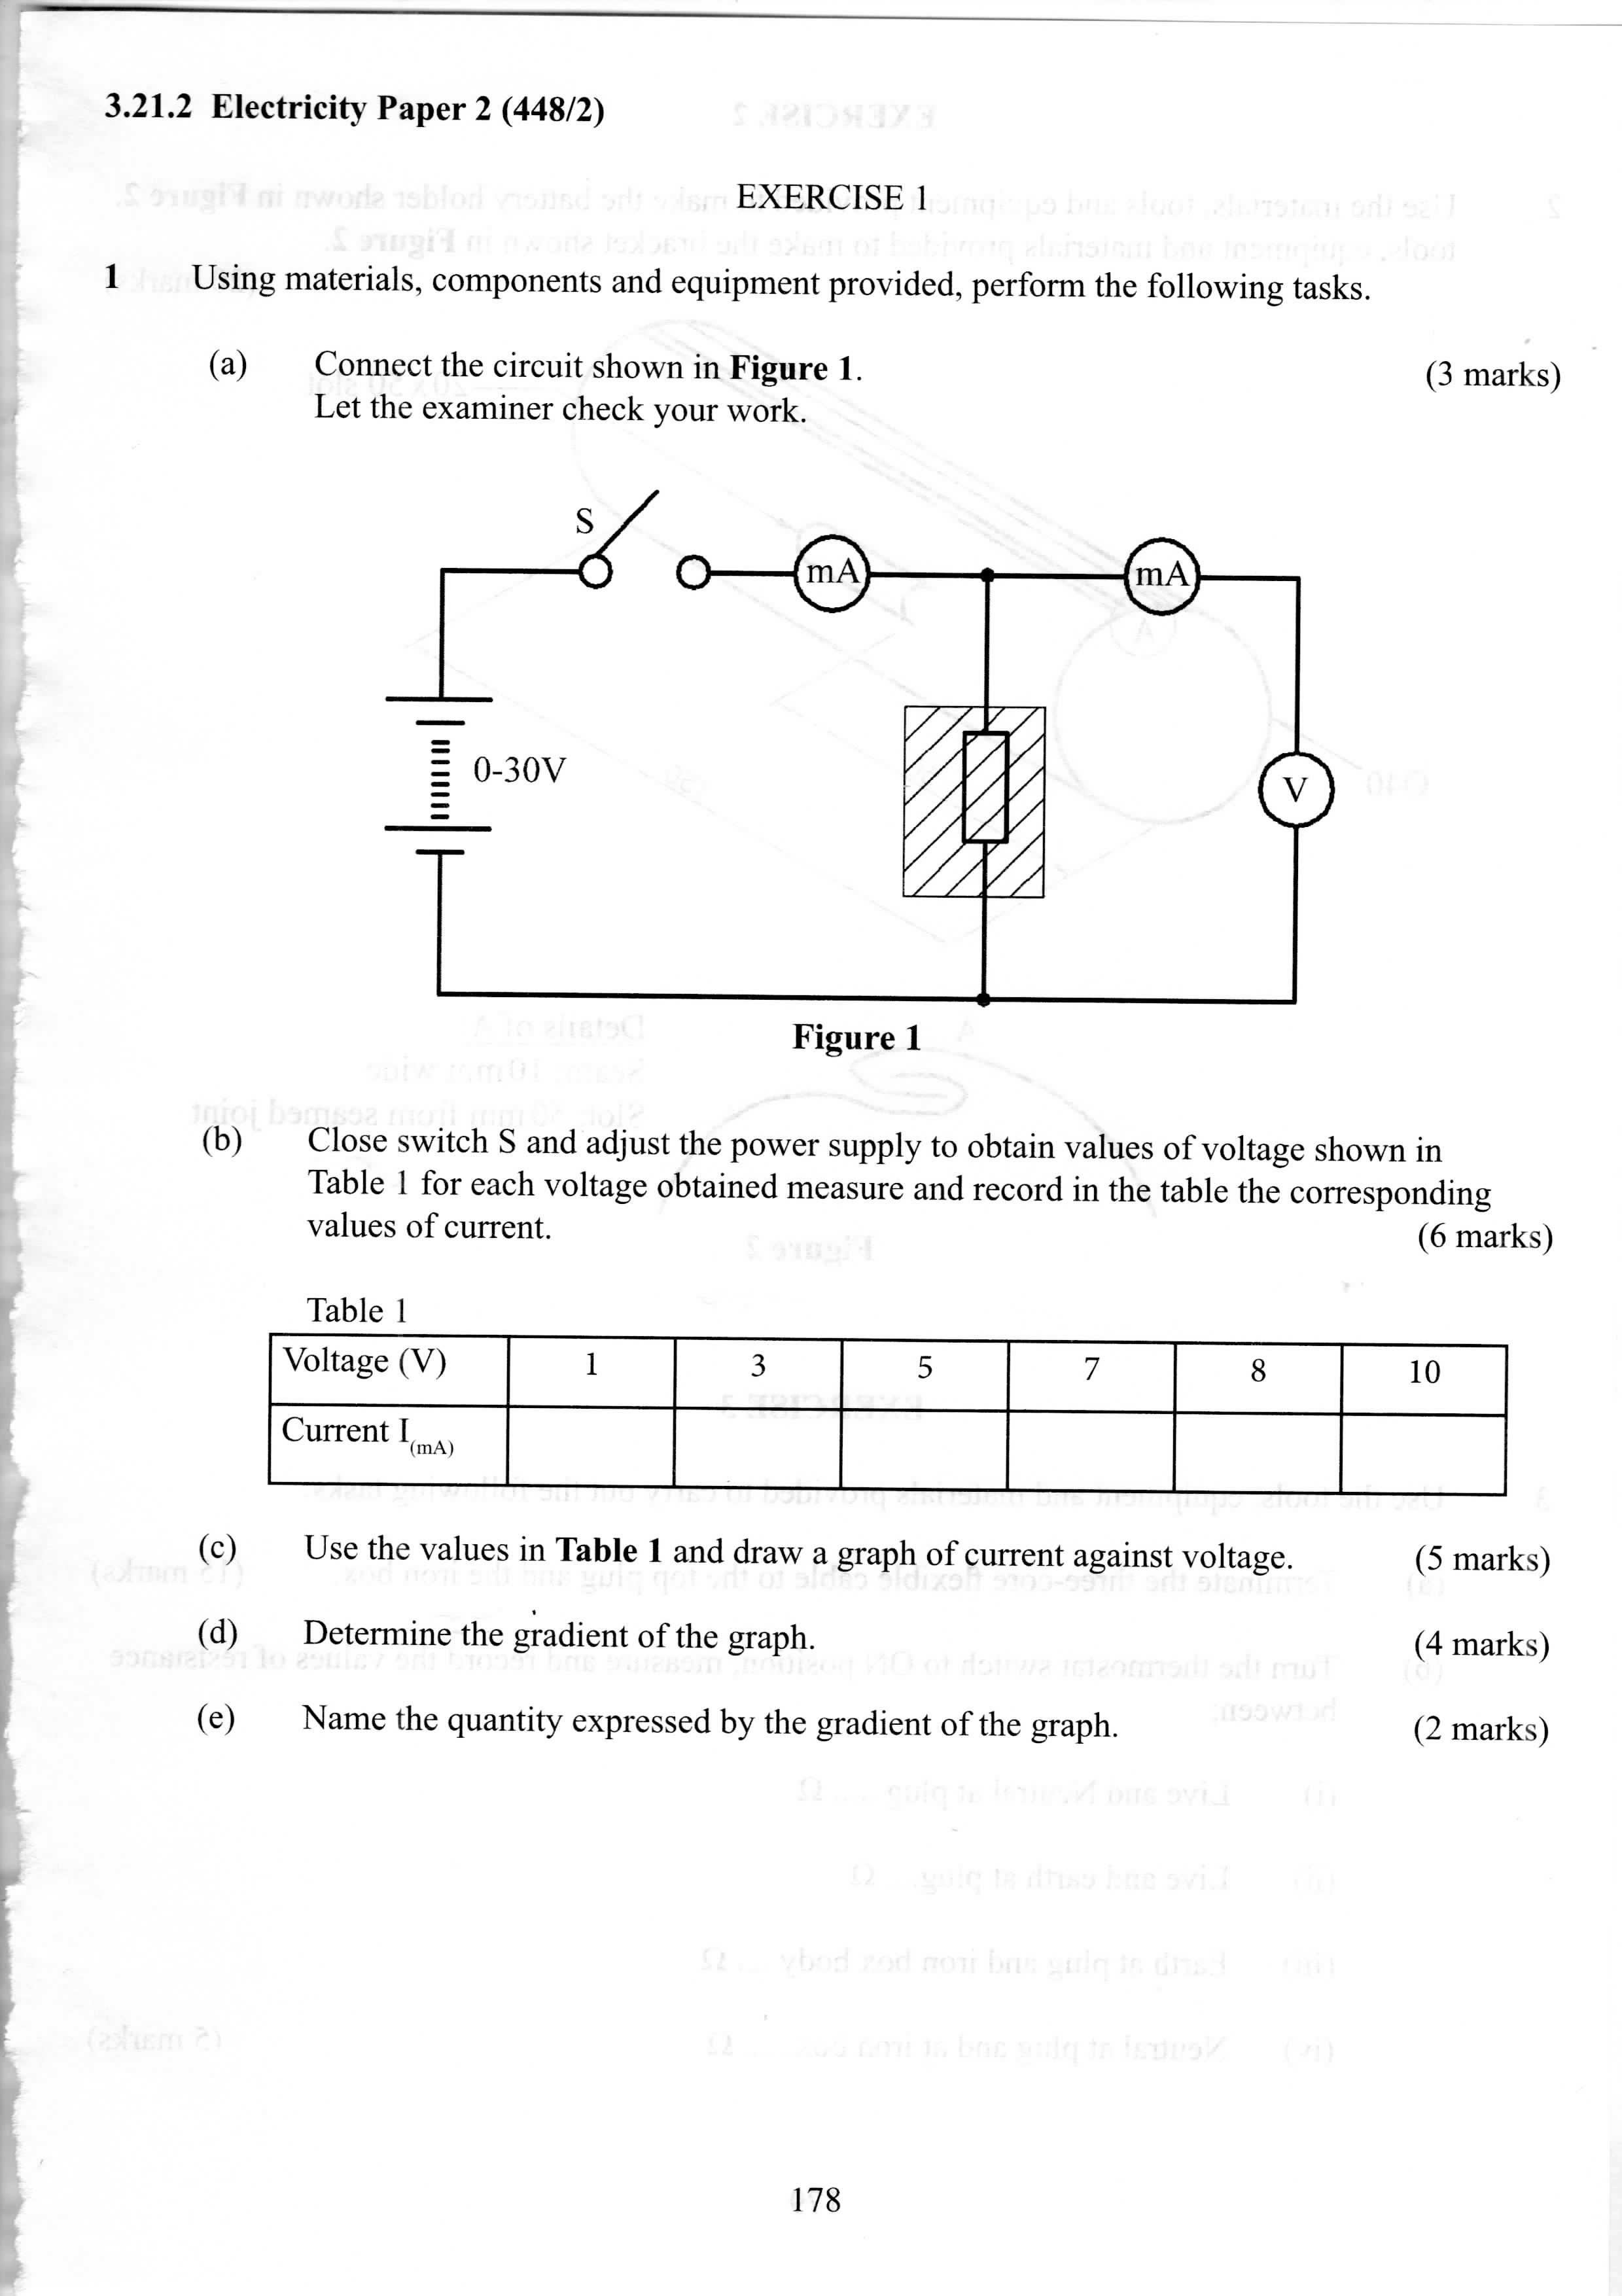 3.21.2 Electricity Paper 2 (448/2)
EXERCISE 1
1 Using materials, components and equipment provided, perform the following tasks.
(a) Connect the circuit shown in Figure 1. (3 marks)
Let the examiner check your work.
S
mA
mA
0-30V
V
Figure 1
(b) Close switch S and adjust the power supply to obtain values of voltage shown in
Table 1 for each voltage obtained measure and record in the table the corresponding
values of current. (6 marks)
Table 1
Voltage (V) 1 3 5 7 8 10
Current I(mA)
(c) Use the values in Table 1 and draw a graph of current against voltage. (5 marks)
(d) Determine the gradient of the graph. (4 marks)
(e) Name the quantity expressed by the gradient of the graph. (2 marks)
178